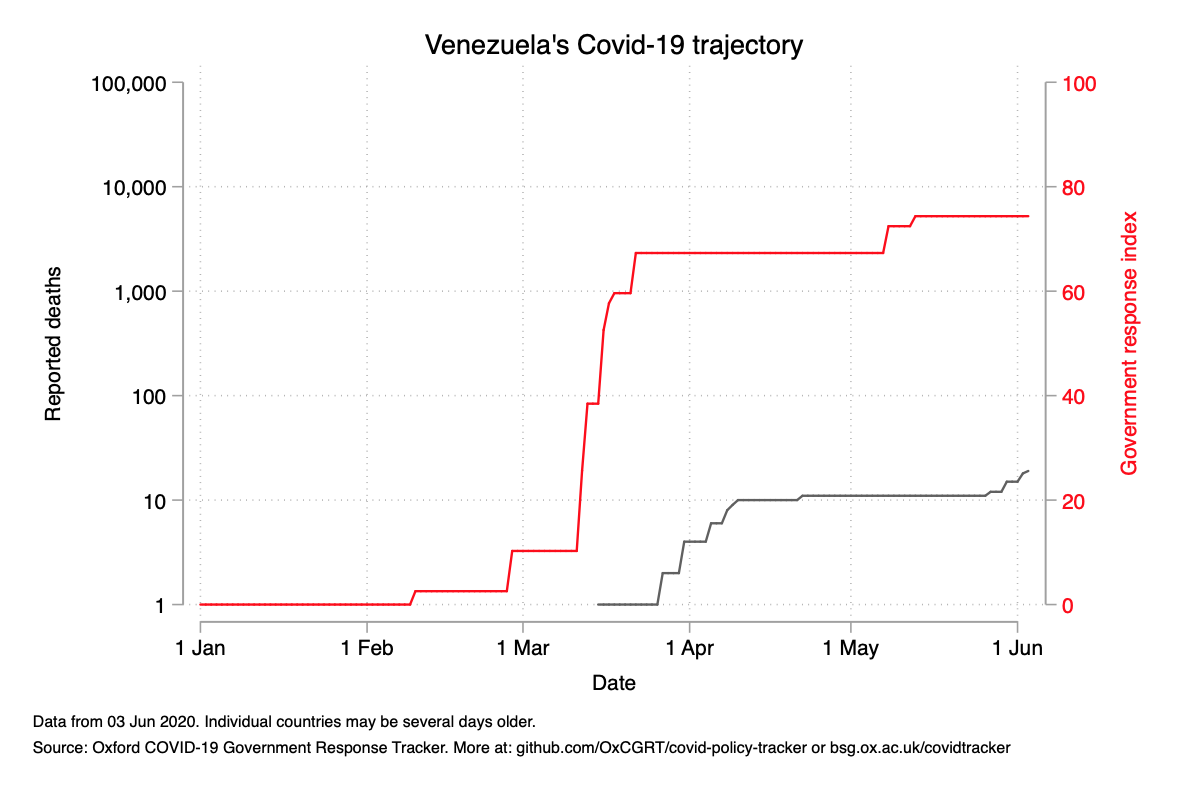 Venezuela's Covid-19 trajectory
100,000
10,000
1,000
100
10
1
Reported deaths
100
80
60
40
20
0
Government response index
1 Jan 1 Feb 1 Mar 1 Apr 1 May 1 Jun
Date
Data from 03 Jun 2020. Individual countries may be several days older.
Source: Oxford COVID-19 Government Response Tracker. More at: github.com/OxCGRT/covid-policy-tracker or bsg.ox.ac.uk/covidtracker